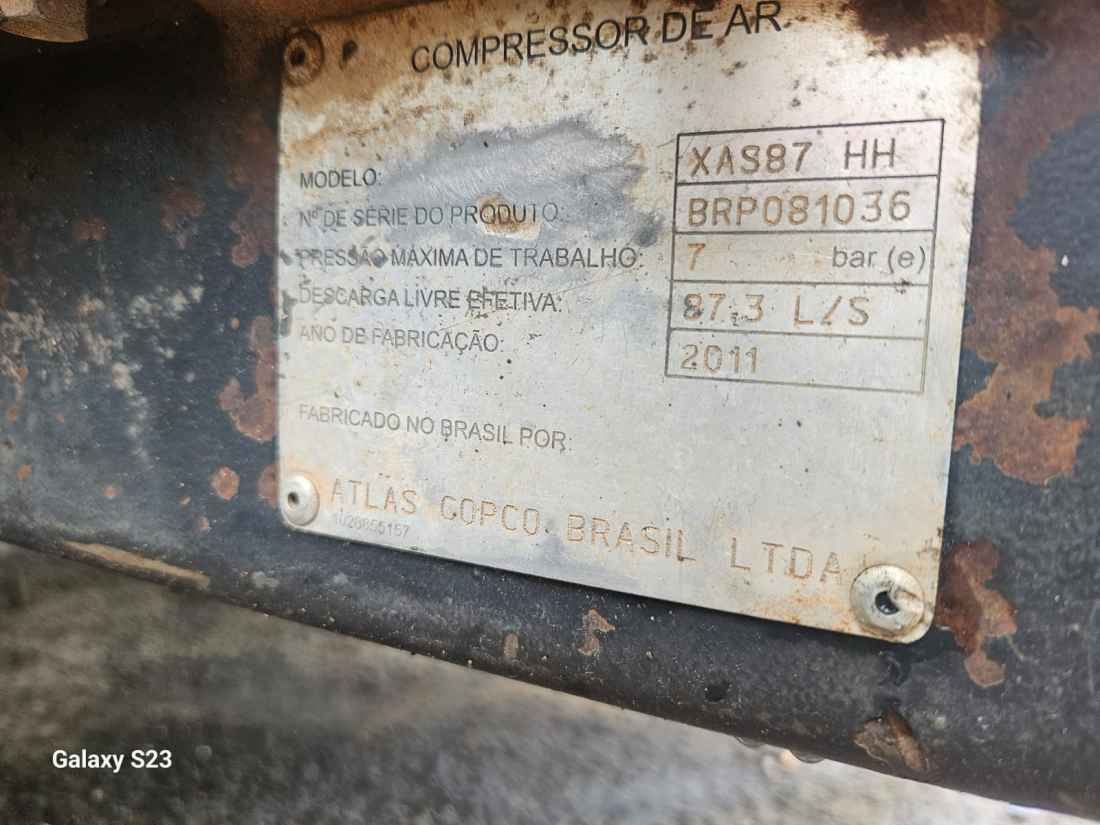 COMPRESSOR DE AR
MODELO: XAS87 HH
Nº DE SÉRIE DO PRODUTO: BRP081036
PRESSÃO MÁXIMA DE TRABALHO: 7 bar (e)
DESCARGA LIVRE EFETIVA: 87.3 L/S
ANO DE FABRICAÇÃO: 2011
FABRICADO NO BRASIL POR:
ATLAS COPCO BRASIL LTDA
1028855157
Galaxy S23